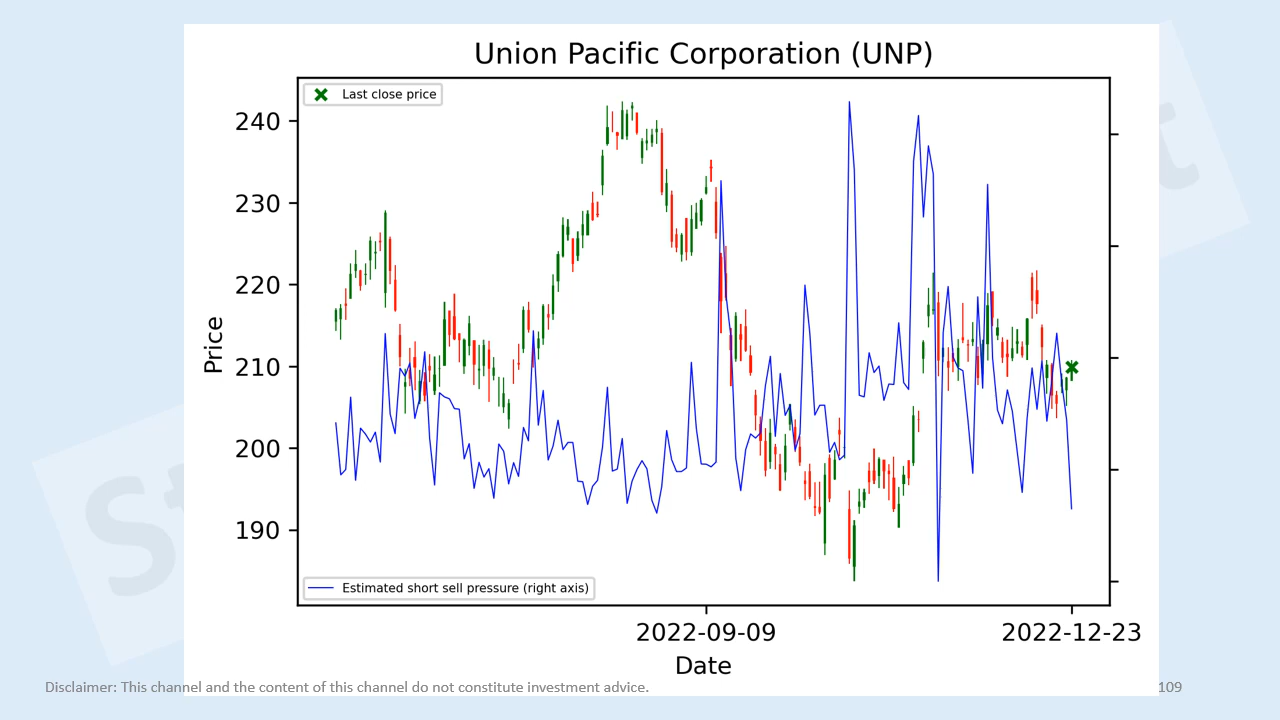 Union Pacific Corporation (UNP)
Last close price
240
230
220
210
200
190
Price
Estimated short sell pressure (right axis)
2022-09-09
2022-12-23
Date
Disclaimer: This channel and the content of this channel do not constitute investment advice.
109